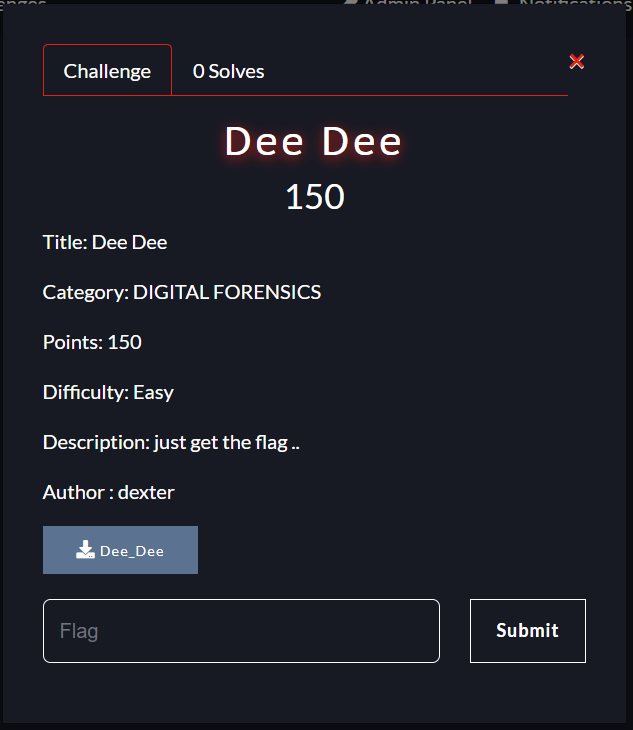 Challenge
0 Solves
Dee Dee
150
Title: Dee Dee
Category: DIGITAL FORENSICS
Points: 150
Difficulty: Easy
Description: just get the flag ..
Author : dexter
Dee_Dee
Flag
Submit